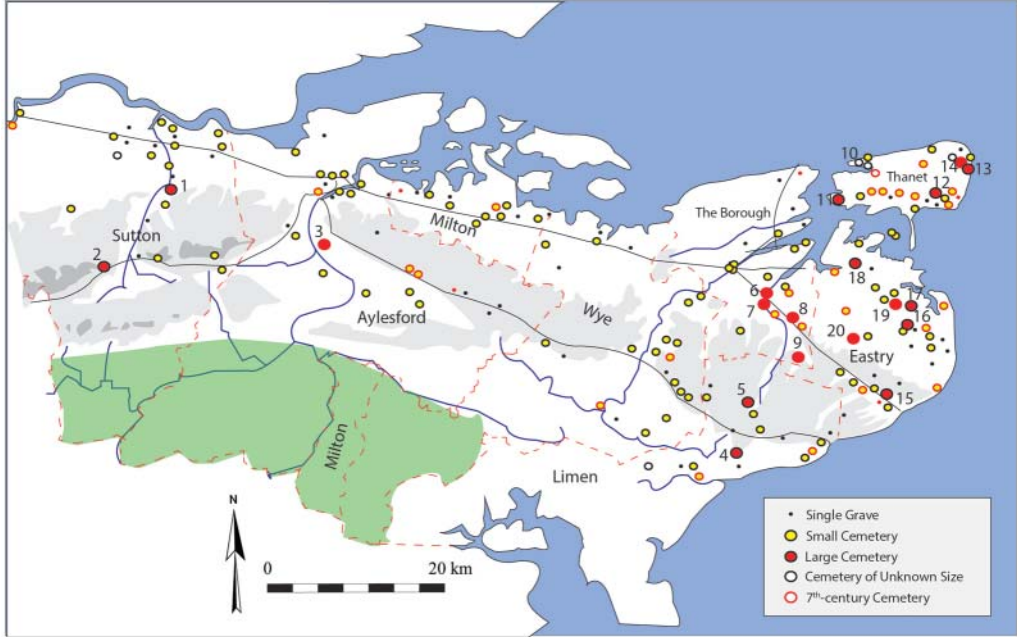 10
9
14
13
Thanet
12
11
1
The Borough
Milton
Sutton
3
2
18
17
6
7
8
19
16
Wye
Aylesford
20
9
Eastry
5
15
4
Milton
Limen
N
0 20 km
Single Grave
Small Cemetery
Large Cemetery
Cemetery of Unknown Size
7th-century Cemetery